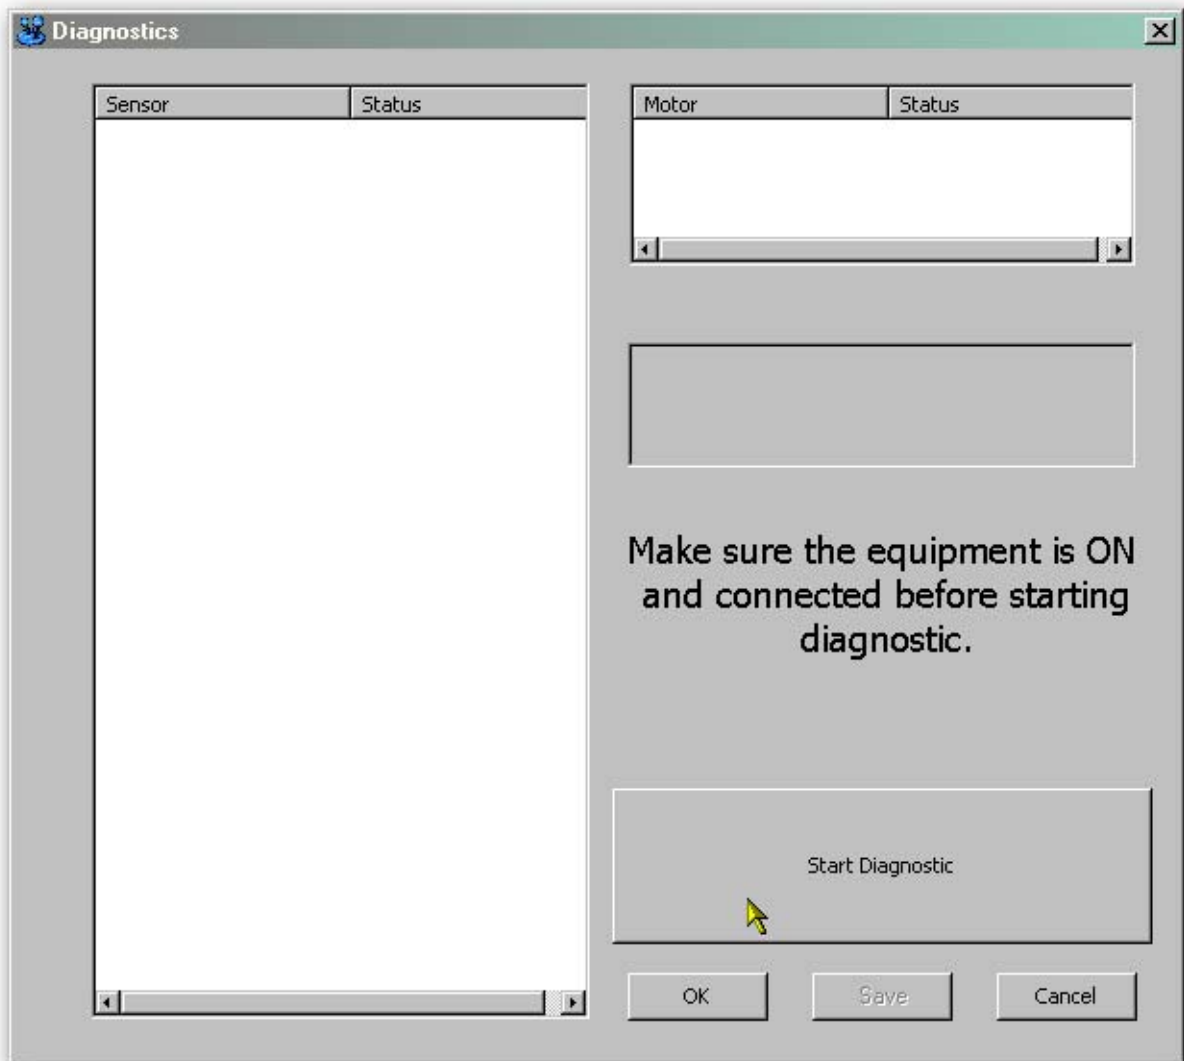 Diagnostics
Sensor Status
Motor Status
Make sure the equipment is ON
and connected before starting
diagnostic.
Start Diagnostic
OK Save Cancel